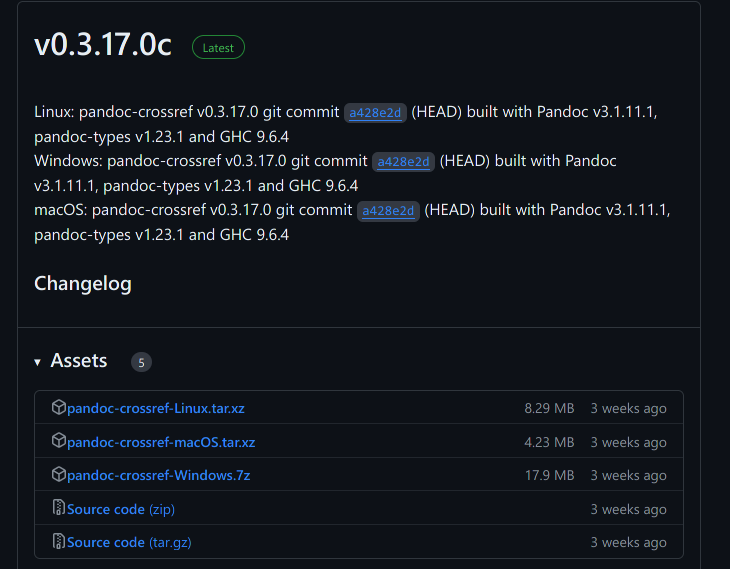 v0.3.17.0c Latest
Linux: pandoc-crossref v0.3.17.0 git commit a428e2d (HEAD) built with Pandoc v3.1.11.1,
pandoc-types v1.23.1 and GHC 9.6.4
Windows: pandoc-crossref v0.3.17.0 git commit a428e2d (HEAD) built with Pandoc
v3.1.11.1, pandoc-types v1.23.1 and GHC 9.6.4
macOS: pandoc-crossref v0.3.17.0 git commit a428e2d (HEAD) built with Pandoc v3.1.11.1,
pandoc-types v1.23.1 and GHC 9.6.4
Changelog
Assets 5
pandoc-crossref-Linux.tar.xz 8.29 MB 3 weeks ago
pandoc-crossref-macOS.tar.xz 4.23 MB 3 weeks ago
pandoc-crossref-Windows.7z 17.9 MB 3 weeks ago
Source code (zip) 3 weeks ago
Source code (tar.gz) 3 weeks ago